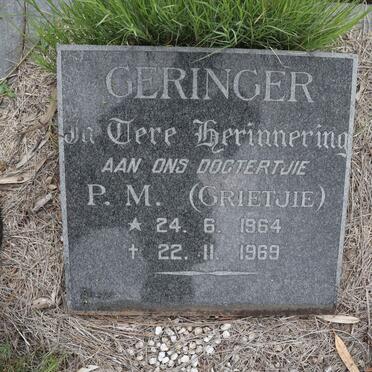 GERINGER
In Tere Herinnering
AAN ONS DOGTERTJIE
P. M. (GRIETJIE)
* 24. 6. 1964
† 22. 11. 1969